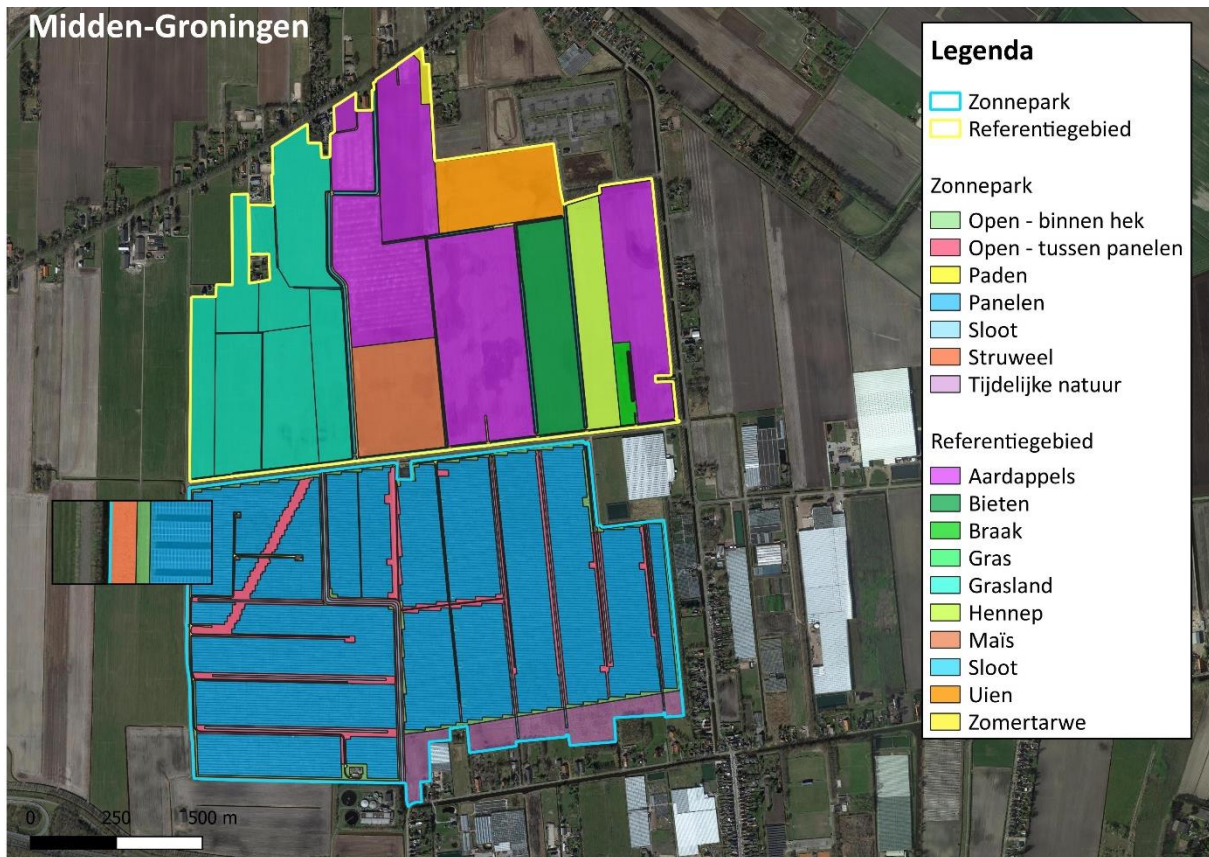 Midden-Groningen
Legenda
Zonnepark
Referentiegebied
Zonnepark
Open - binnen hek
Open - tussen panelen
Paden
Panelen
Sloot
Struweel
Tijdelijke natuur
Referentiegebied
Aardappels
Bieten
Braak
Gras
Grasland
Hennep
Maïs
Sloot
Uien
Zomertarwe
0 250 500 m